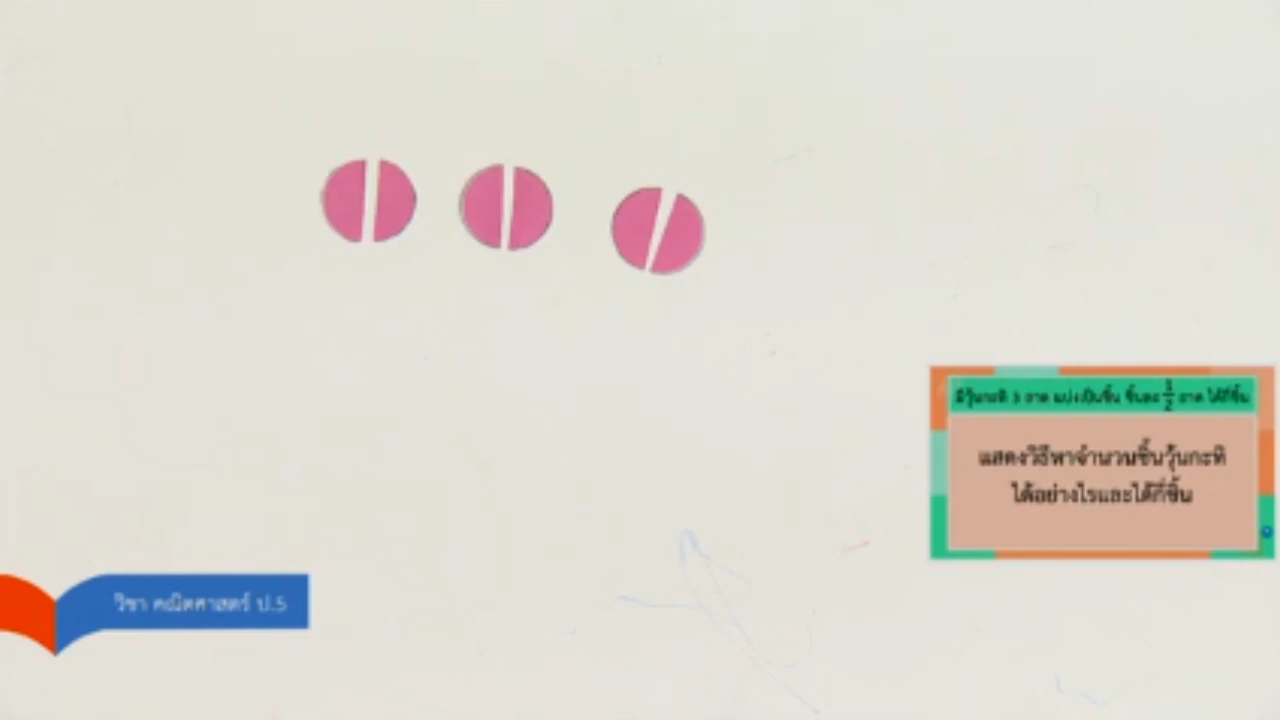 มีวุ้นกะทิ 3 ถาด แบ่งเป็นชิ้น ชิ้นละ 1/2 ถาด ได้กี่ชิ้น
แสดงวิธีหาจำนวนชิ้นวุ้นกะทิ
ได้อย่างไรและได้กี่ชิ้น
วิชา คณิตศาสตร์ ป.5